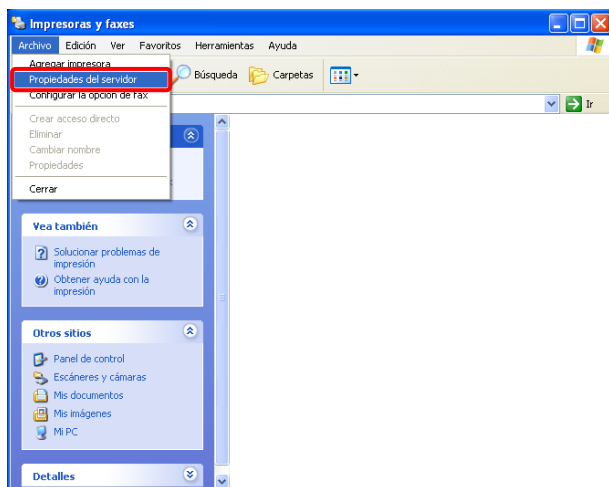 Impresoras y faxes
Archivo Edición Ver Favoritos Herramientas Ayuda
Agregar impresora
Propiedades del servidor
Configurar la opción de fax
Crear acceso directo
Eliminar
Cambiar nombre
Propiedades
Cerrar
Búsqueda Carpetas
Ir
Vea también
Solucionar problemas de
impresión
Obtener ayuda con la
impresión
Otros sitios
Panel de control
Escáneres y cámaras
Mis documentos
Mis imágenes
Mi PC
Detalles